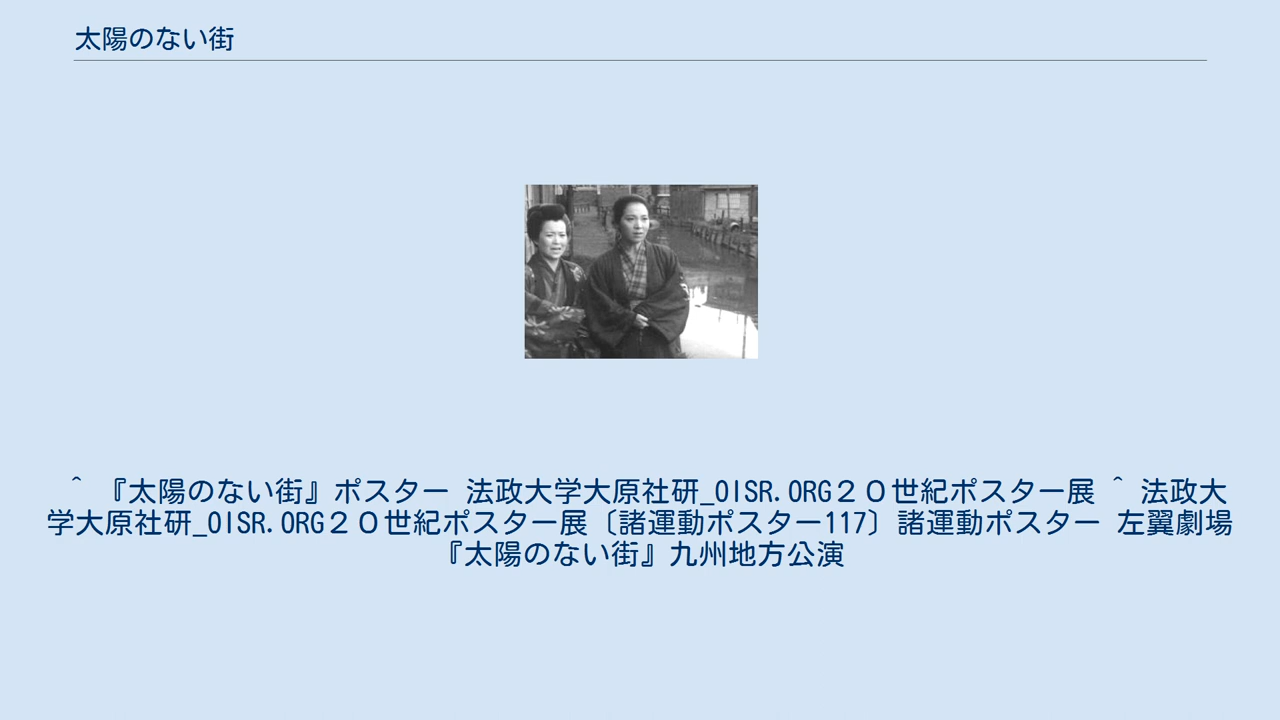 太陽のない街
^ 『太陽のない街』ポスター 法政大学大原社研_OISR.ORG２０世紀ポスター展 ^ 法政大
学大原社研_OISR.ORG２０世紀ポスター展〔諸運動ポスター117〕諸運動ポスター 左翼劇場
『太陽のない街』九州地方公演